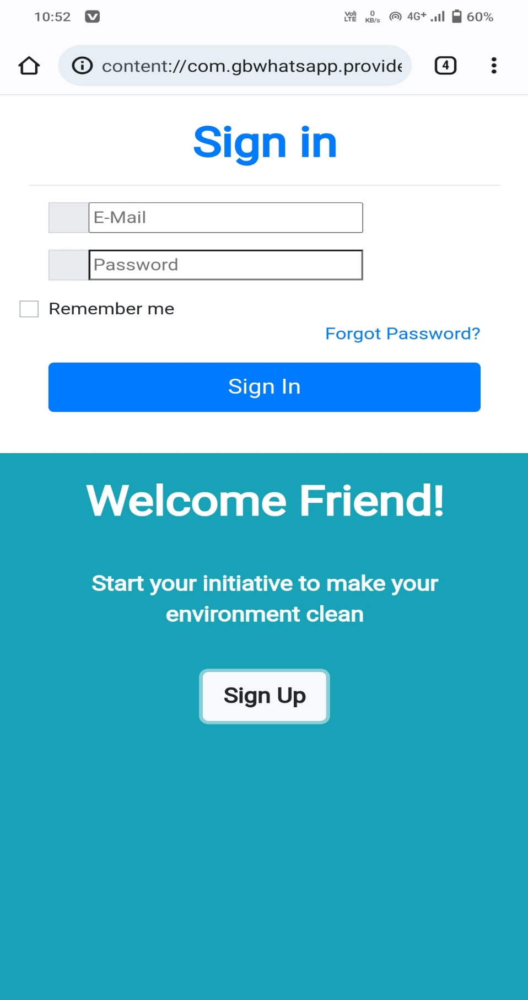 10:52
Vo)) LTE 0 KB/s 4G+ 60%
content://com.gbwhatsapp.provide
4
Sign in
E-Mail
Password
Remember me
Forgot Password?
Sign In
Welcome Friend!
Start your initiative to make your
environment clean
Sign Up